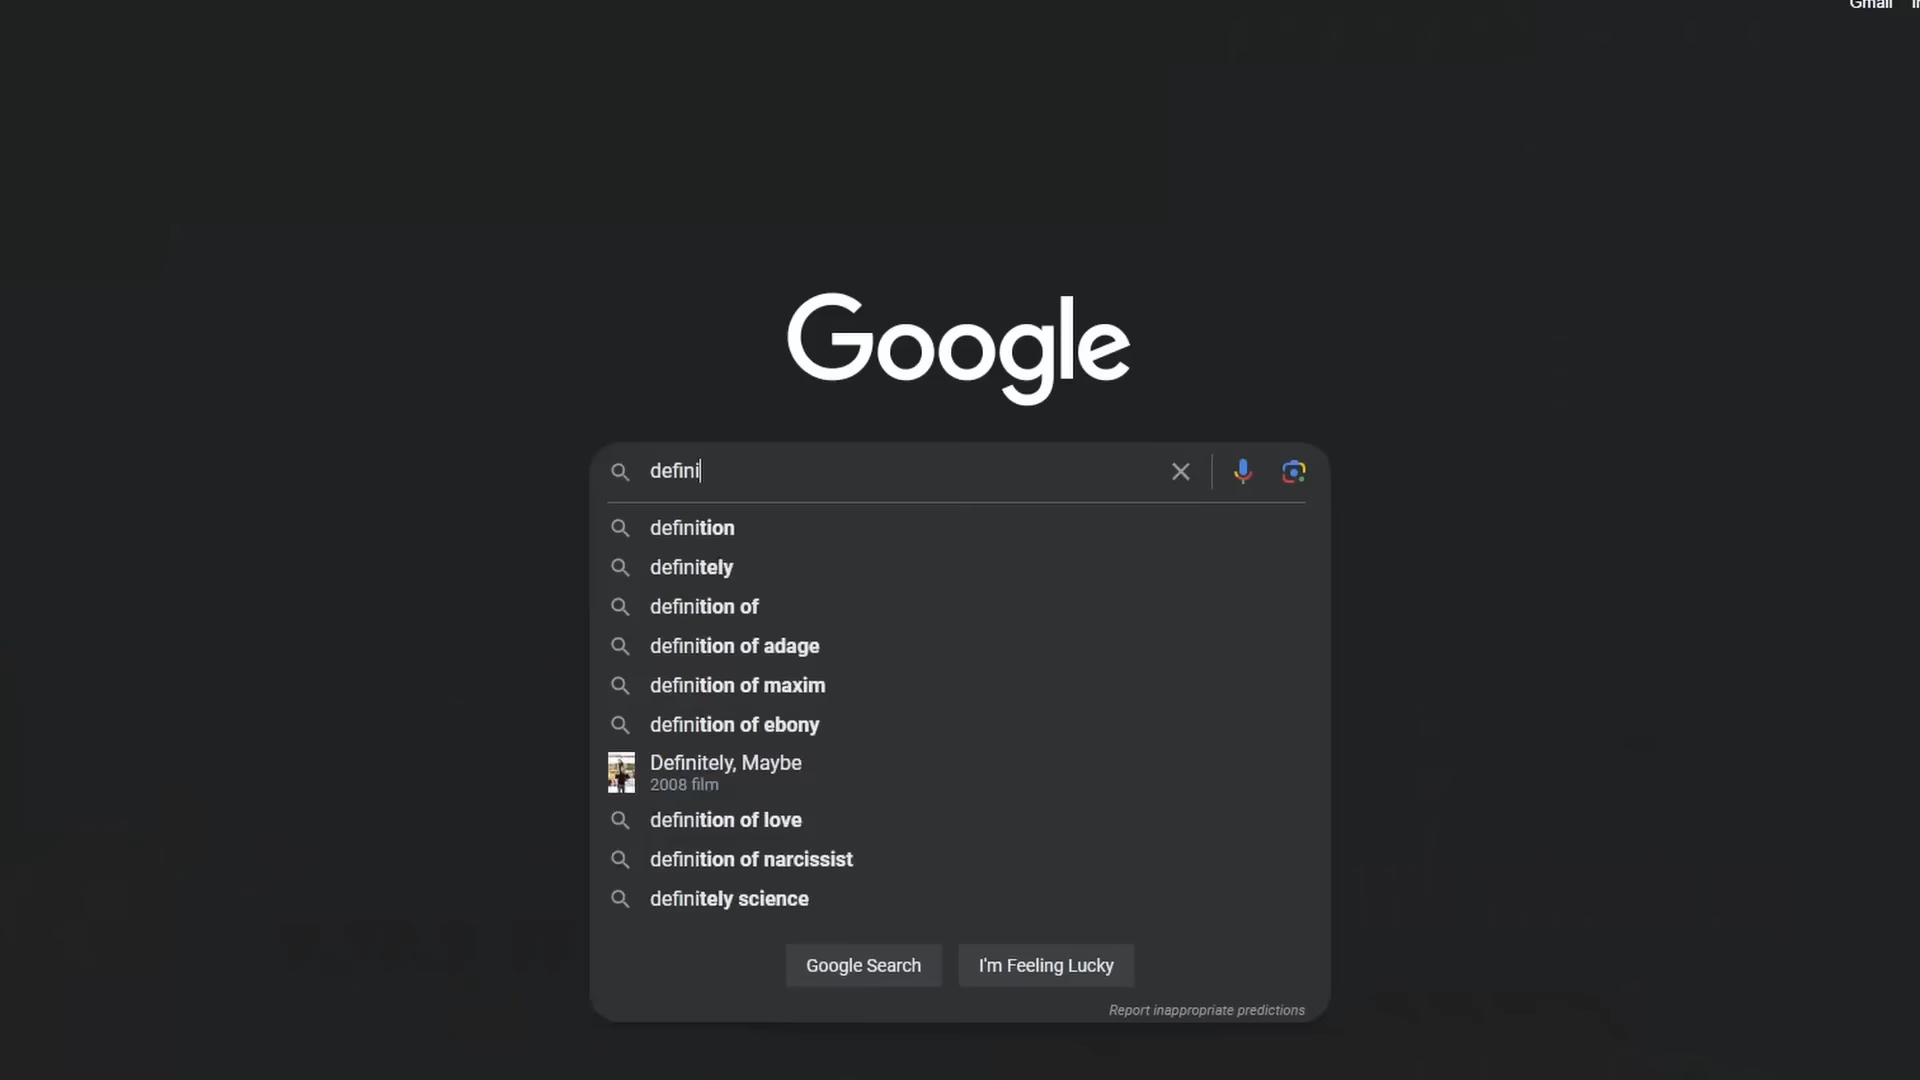 Gmail
Google
defini
definition
definitely
definition of
definition of adage
definition of maxim
definition of ebony
Definitely, Maybe
2008 film
definition of love
definition of narcissist
definitely science
Google Search
I'm Feeling Lucky
Report inappropriate predictions